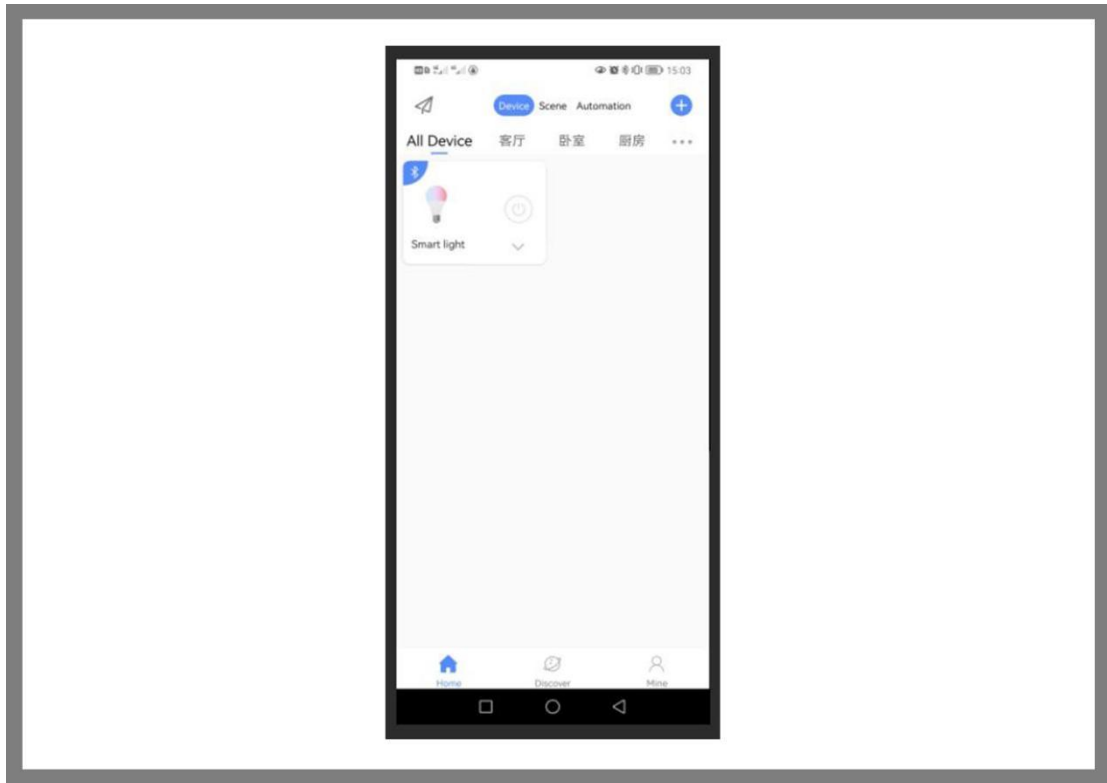 15:03
Device Scene Automation
All Device 客厅 卧室 厨房
Smart light
Home Discover Mine